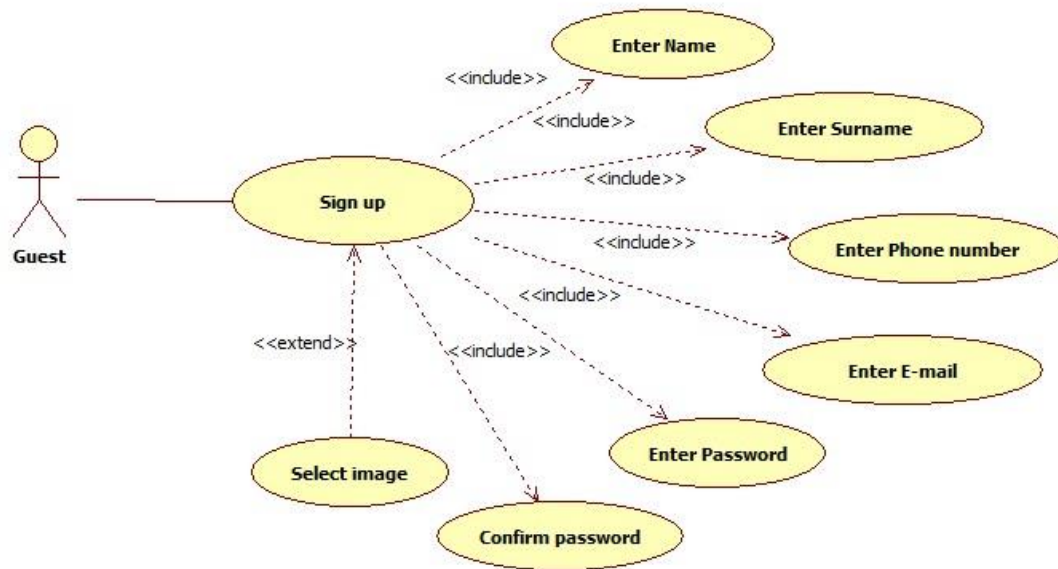 Enter Name
<<include>>
<<include>>
Enter Surname
<<include>>
Sign up
<<include>>
Enter Phone number
Guest
<<include>>
<<extend>>
<<include>>
Enter E-mail
Enter Password
Select image
Confirm password